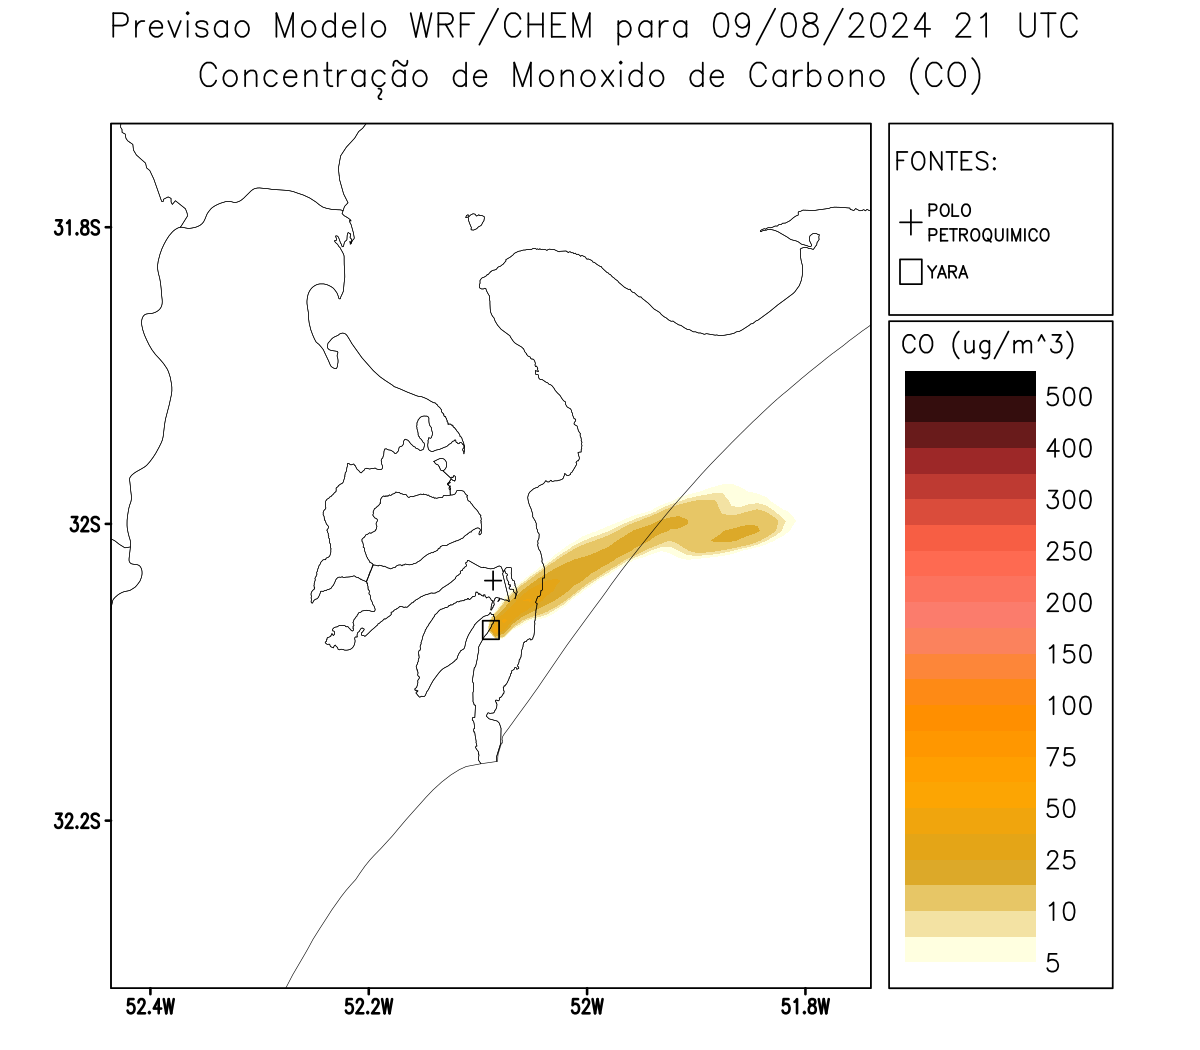 Previsao Modelo WRF/CHEM para 09/08/2024 21 UTC
Concentração de Monoxido de Carbono (CO)
FONTES:
POLO
PETROQUIMICO
YARA
CO (ug/m^3)
500
400
300
250
200
150
100
75
50
25
10
5
31.8S
32S
32.2S
52.4W
52.2W
52W
51.8W